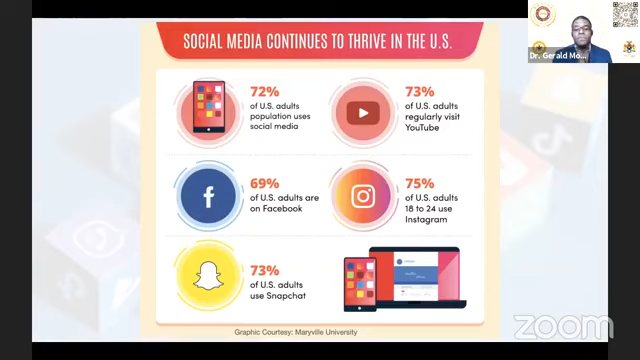 SOCIAL MEDIA CONTINUES TO THRIVE IN THE U.S.
72%
of U.S. adults
population uses
social media
73%
of U.S. adults
regularly visit
YouTube
69%
of U.S. adults are
on Facebook
75%
of U.S. adults
18 to 24 use
Instagram
73%
of U.S. adults
use Snapchat
Graphic Courtesy: Maryville University
Dr. Gerald Mo...
zoom